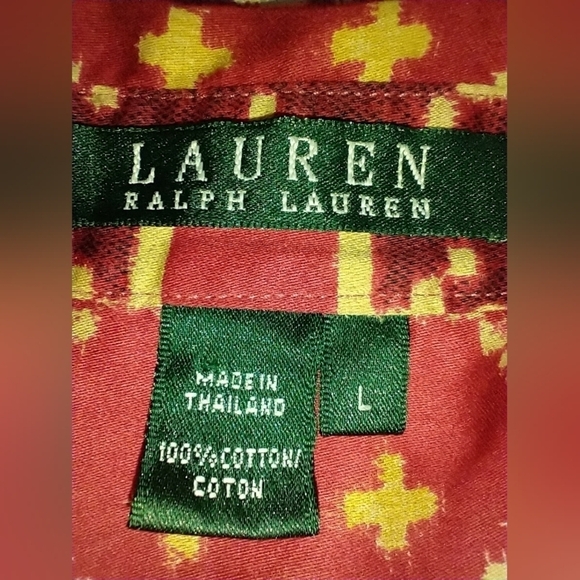 LAUREN
RALPH LAUREN
MADE IN
THAILAND
100% COTTON/
COTON
L